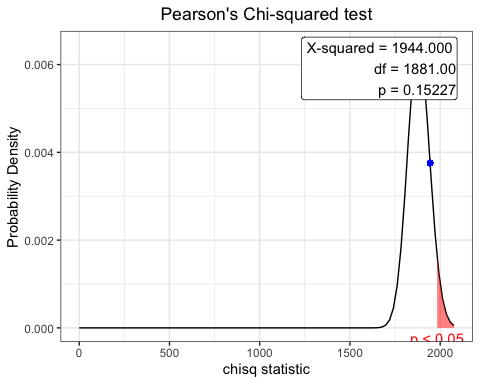 Pearson's Chi-squared test
X-squared = 1944.000
df = 1881.00
p = 0.15227
Probability Density
0.006
0.004
0.002
0.000
p < 0.05
0 500 1000 1500 2000
chisq statistic